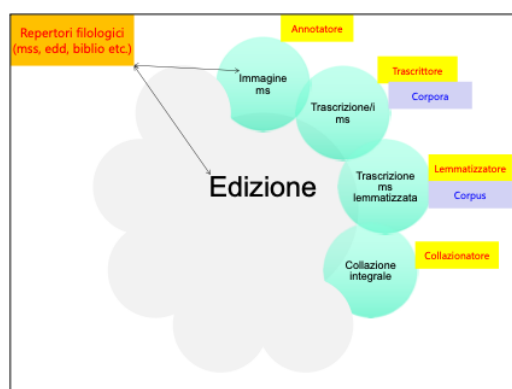 Repertori filologici
(mss, edd, biblio etc.)
Annotatore
Immagine
ms
Trascrittore
Corpora
Trascrizione/i
ms
Lemmatizzatore
Corpus
Trascrizione
ms
lemmatizzata
Edizione
Collazione
integrale
Collazionatore